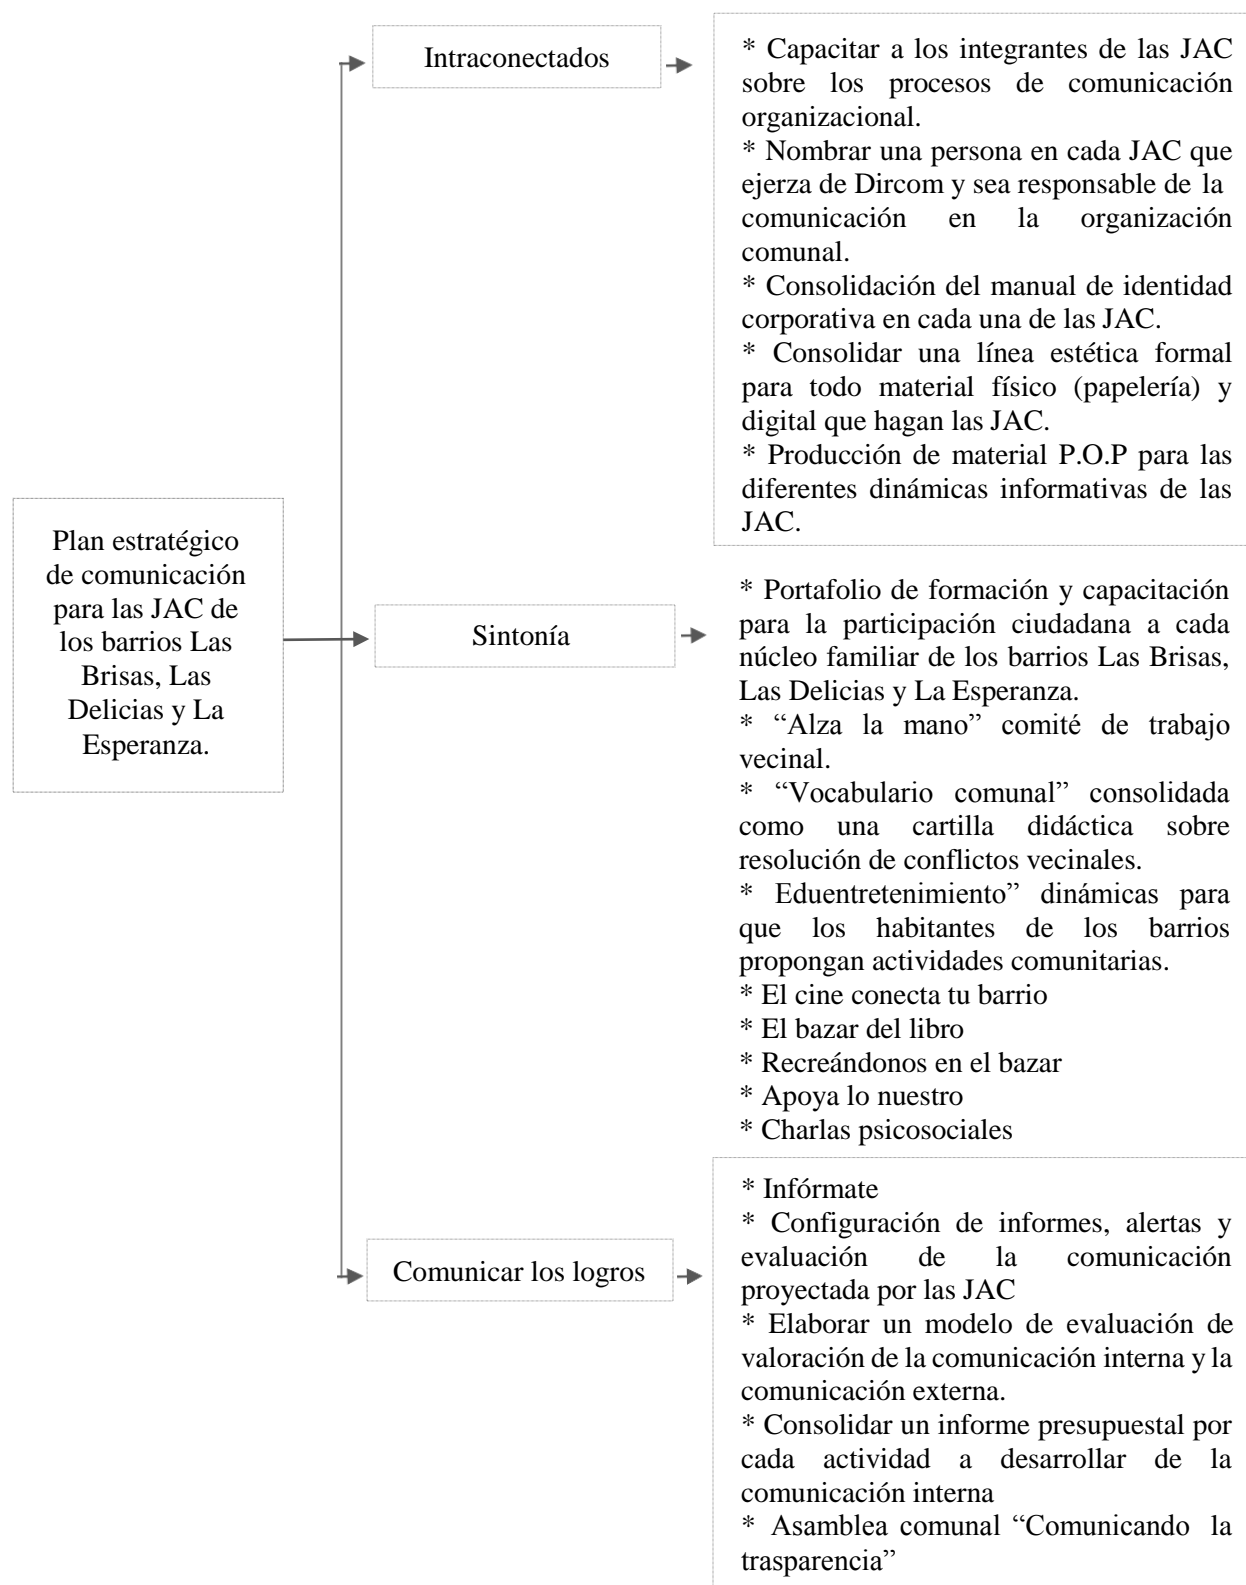 Plan estratégico
de comunicación
para las JAC de
los barrios Las
Brisas, Las
Delicias y La
Esperanza.
Intraconectados
* Capacitar a los integrantes de las JAC
sobre los procesos de comunicación
organizacional.
* Nombrar una persona en cada JAC que
ejerza de Dircom y sea responsable de la
comunicación en la organización
comunal.
* Consolidación del manual de identidad
corporativa en cada una de las JAC.
* Consolidar una línea estética formal
para todo material físico (papelería) y
digital que hagan las JAC.
* Producción de material P.O.P para las
diferentes dinámicas informativas de las
JAC.
Sintonía
* Portafolio de formación y capacitación
para la participación ciudadana a cada
núcleo familiar de los barrios Las Brisas,
Las Delicias y La Esperanza.
* “Alza la mano” comité de trabajo
vecinal.
* “Vocabulario comunal” consolidada
como una cartilla didáctica sobre
resolución de conflictos vecinales.
* Eduentretenimiento” dinámicas para
que los habitantes de los barrios
propongan actividades comunitarias.
* El cine conecta tu barrio
* El bazar del libro
* Recreándonos en el bazar
* Apoya lo nuestro
* Charlas psicosociales
Comunicar los logros
* Infórmate
* Configuración de informes, alertas y
evaluación de la comunicación
proyectada por las JAC
* Elaborar un modelo de evaluación de
valoración de la comunicación interna y la
comunicación externa.
* Consolidar un informe presupuestal por
cada actividad a desarrollar de la
comunicación interna
* Asamblea comunal “Comunicando la
trasparencia”